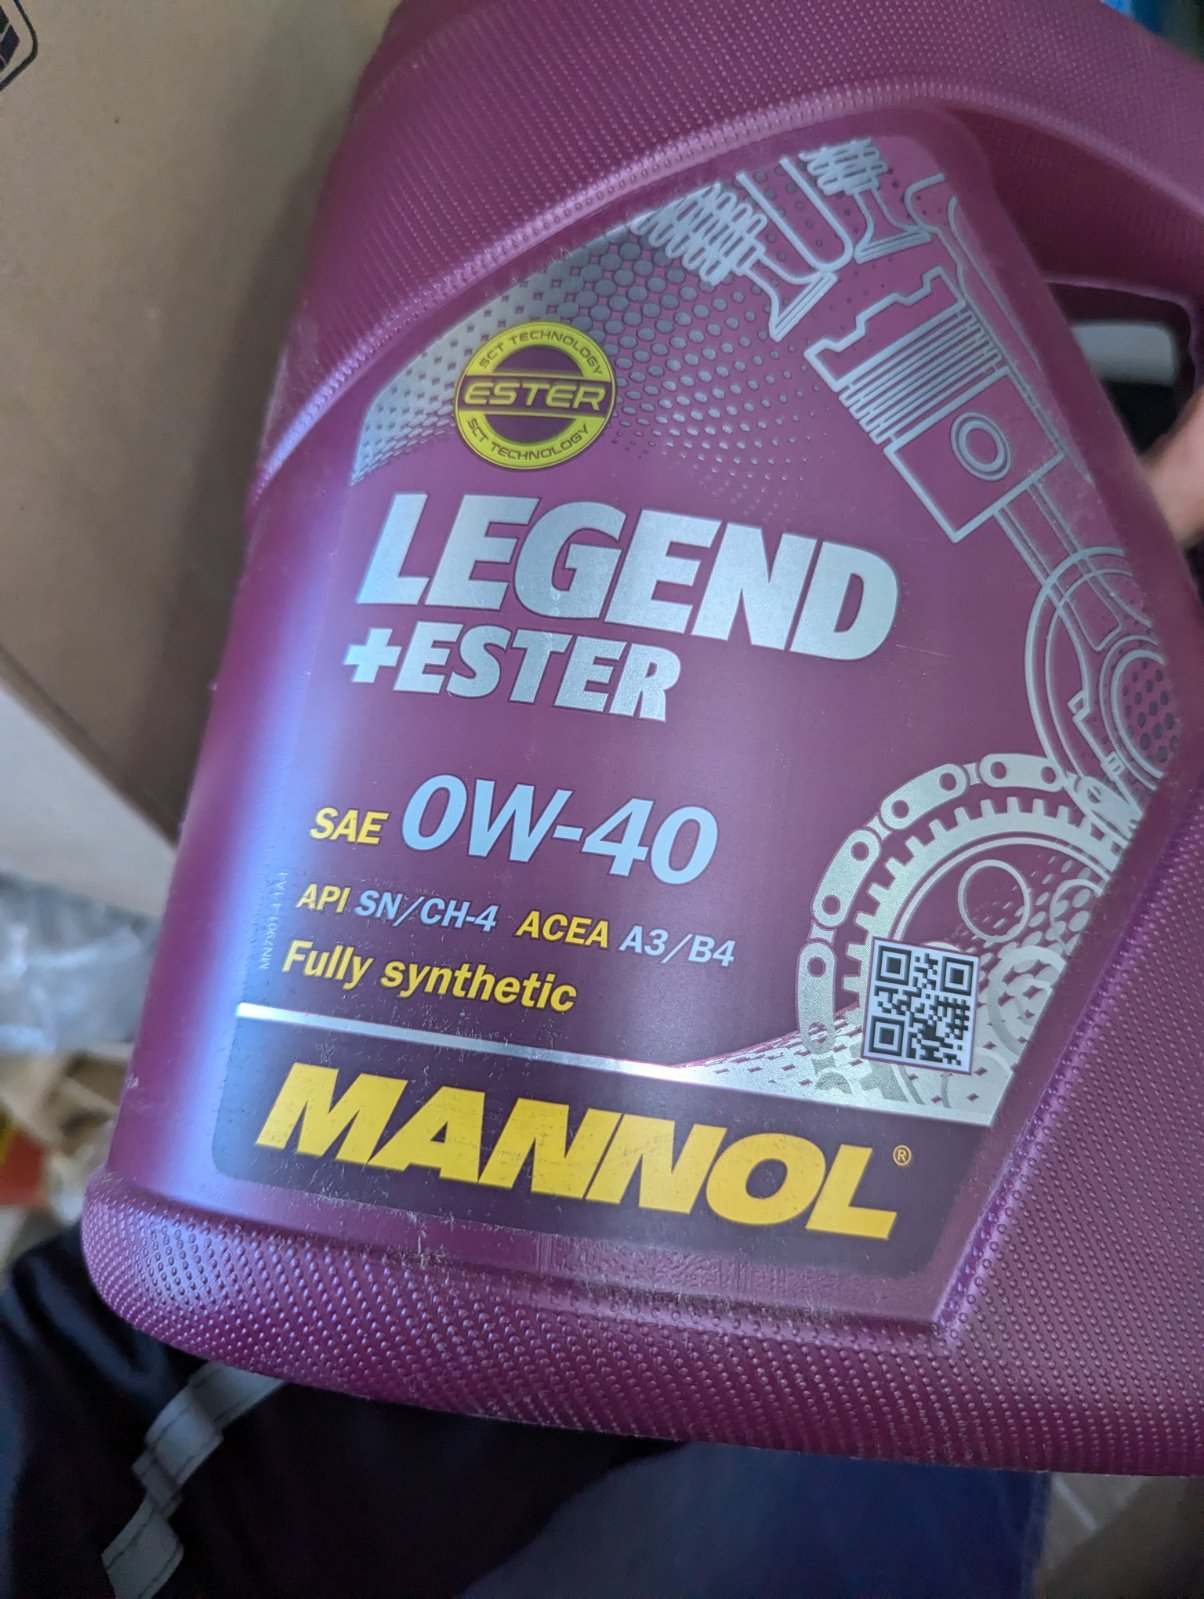 SCT TECHNOLOGY
ESTER
SCT TECHNOLOGY
LEGEND
+ESTER
SAE 0W-40
API SN/CH-4 ACEA A3/B4
Fully synthetic
MANNOL®